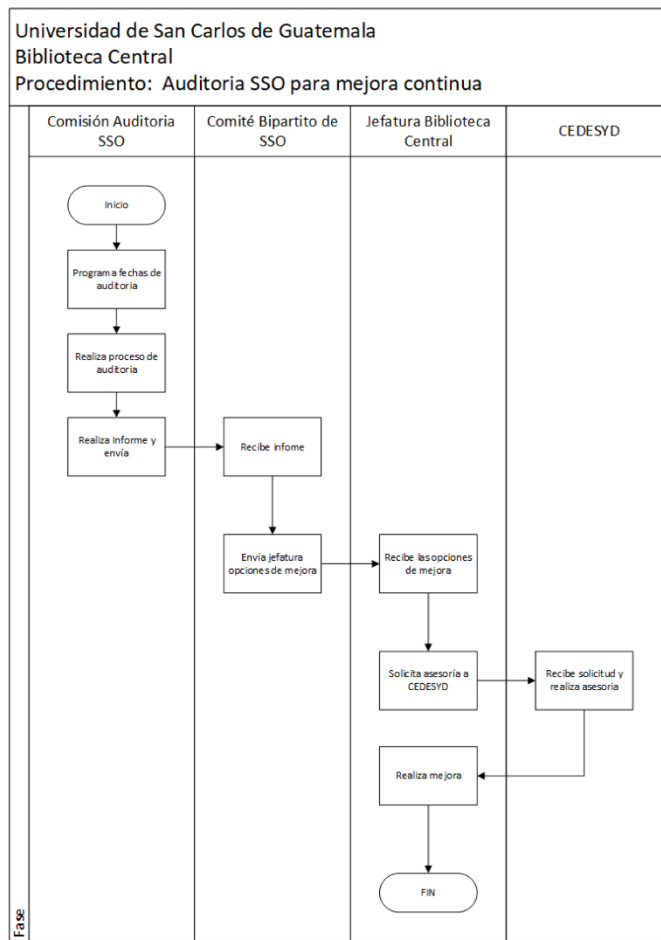 Universidad de San Carlos de Guatemala
Biblioteca Central
Procedimiento: Auditoria SSO para mejora continua
Comisión Auditoria
SSO
Comité Bipartito de
SSO
Jefatura Biblioteca
Central
CEDESYD
Inicio
Programa fechas de
auditoria
Realiza proceso de
auditoria
Realiza Informe y
envía
Recibe infome
Envía jefatura
opciones de mejora
Recibe las opciones
de mejora
Solicita asesoría a
CEDESYD
Recibe solicitud y
realiza asesoria
Realiza mejora
FIN
Fase